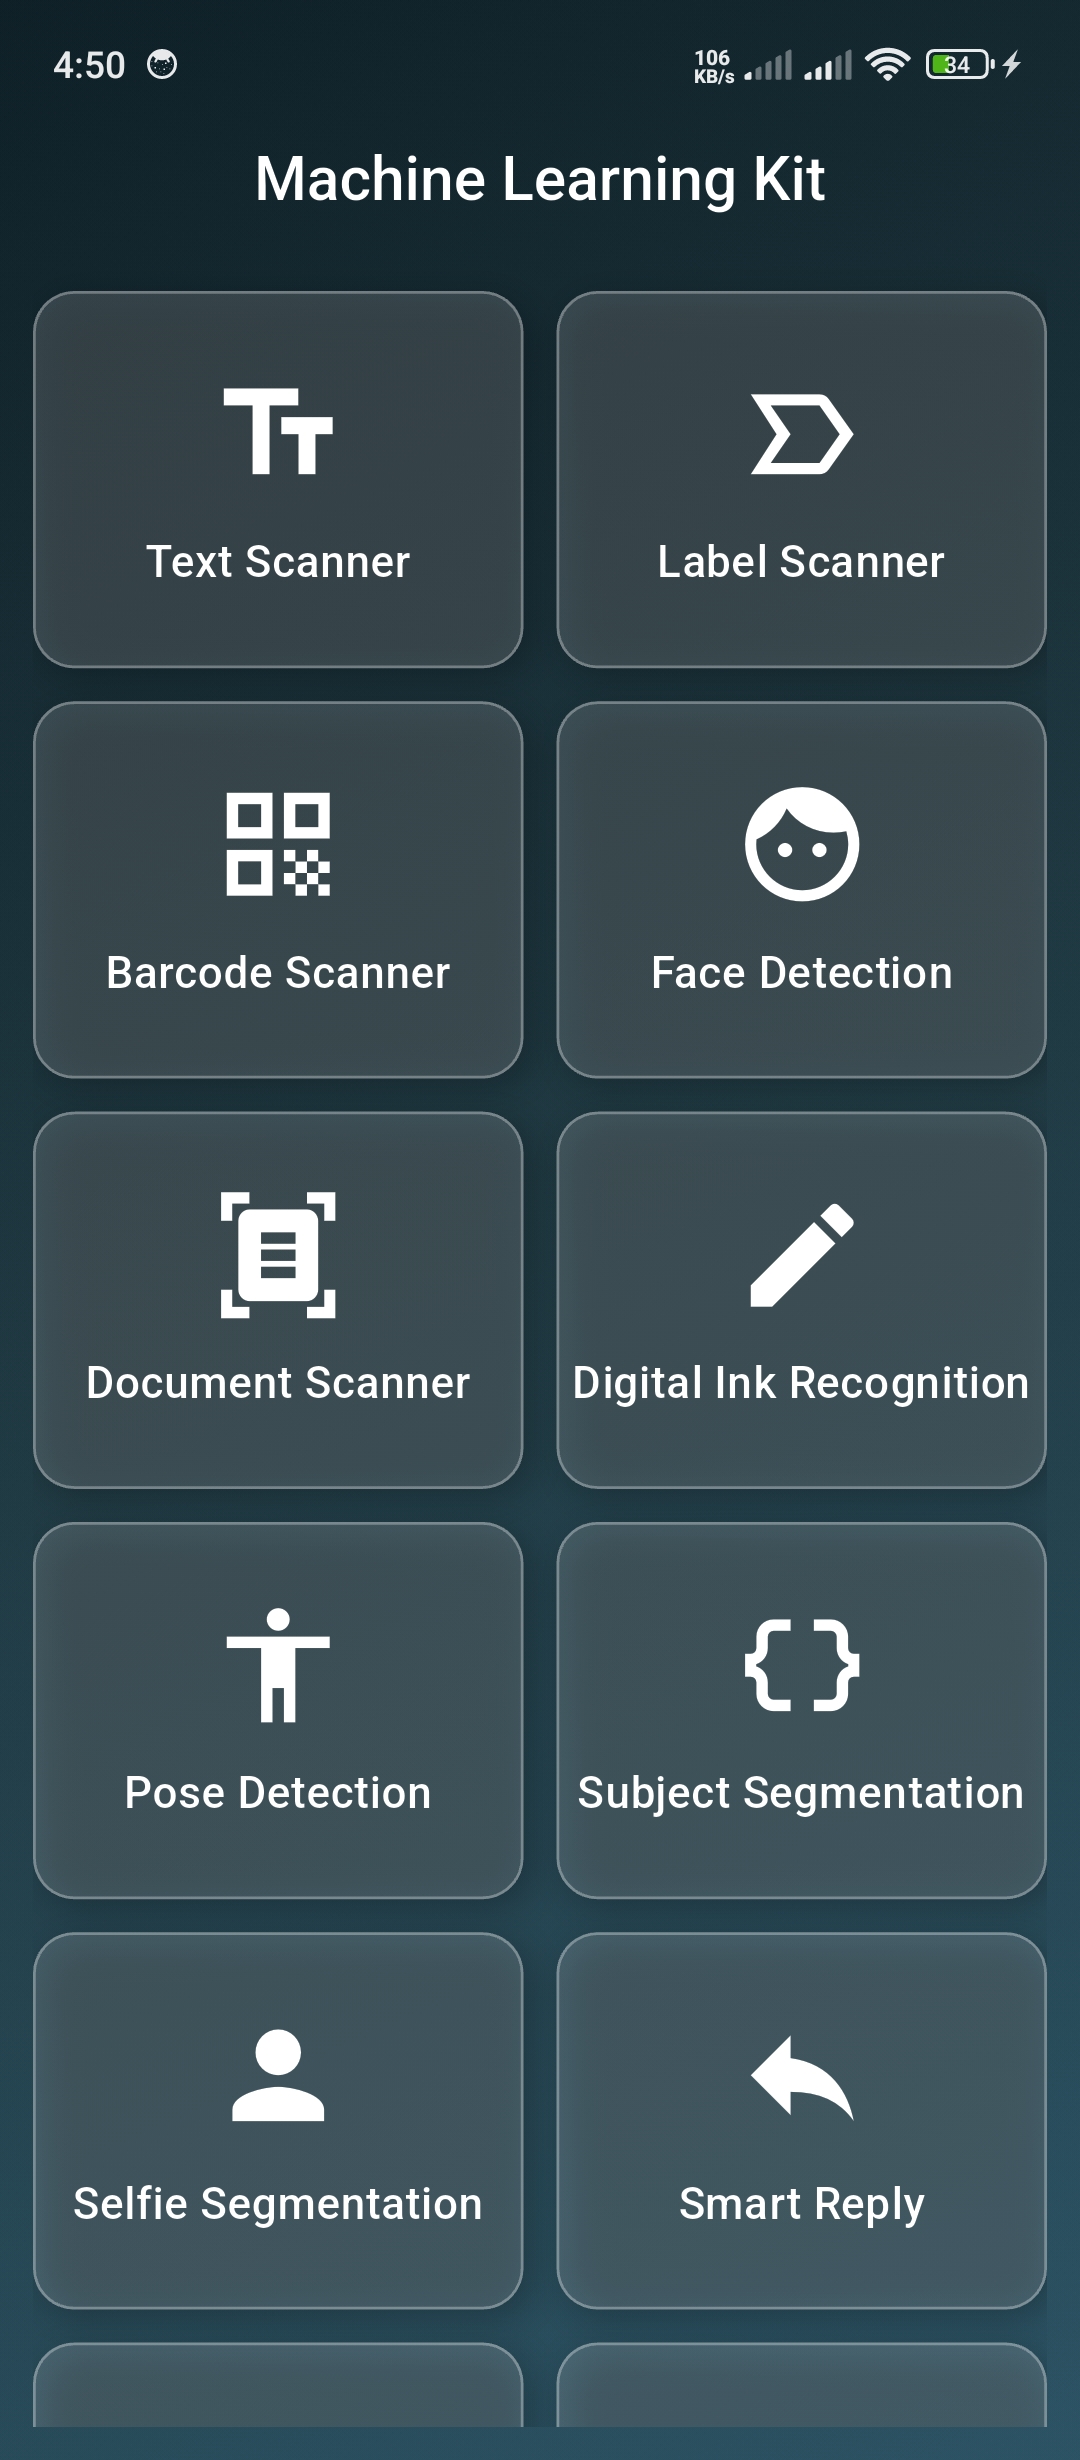 4:50
106
KB/s
34
Machine Learning Kit
Text Scanner
Label Scanner
Barcode Scanner
Face Detection
Document Scanner
Digital Ink Recognition
Pose Detection
Subject Segmentation
Selfie Segmentation
Smart Reply